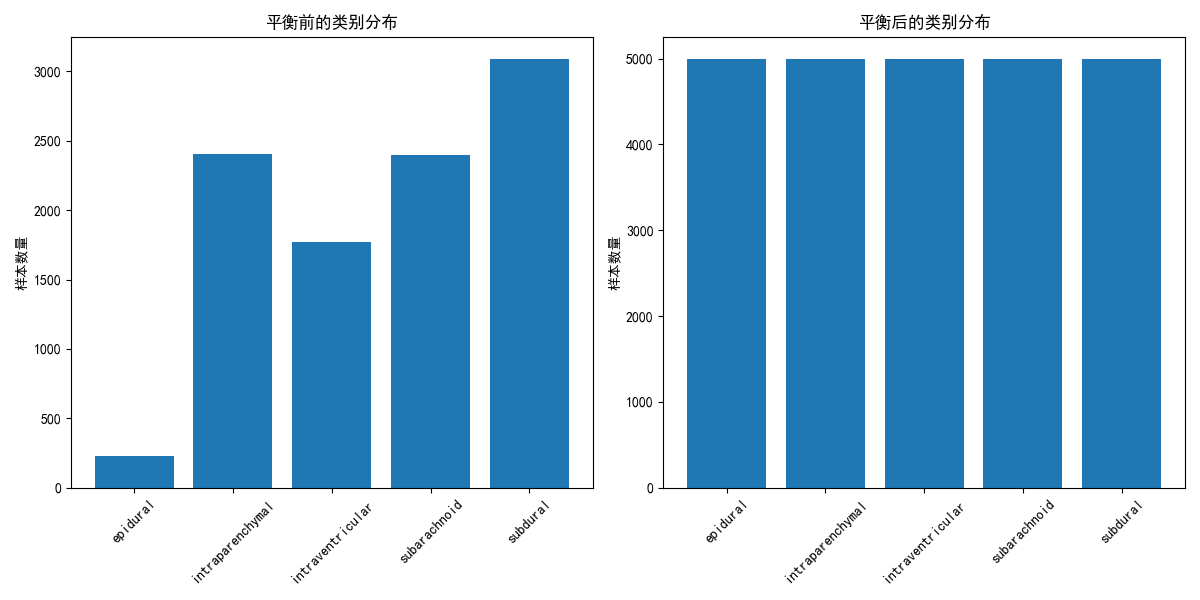 平衡前的类别分布
样本数量
3000
2500
2000
1500
1000
500
0
epidural
intraparenchymal
intraventricular
subarachnoid
subdural
平衡后的类别分布
样本数量
5000
4000
3000
2000
1000
0
epidural
intraparenchymal
intraventricular
subarachnoid
subdural